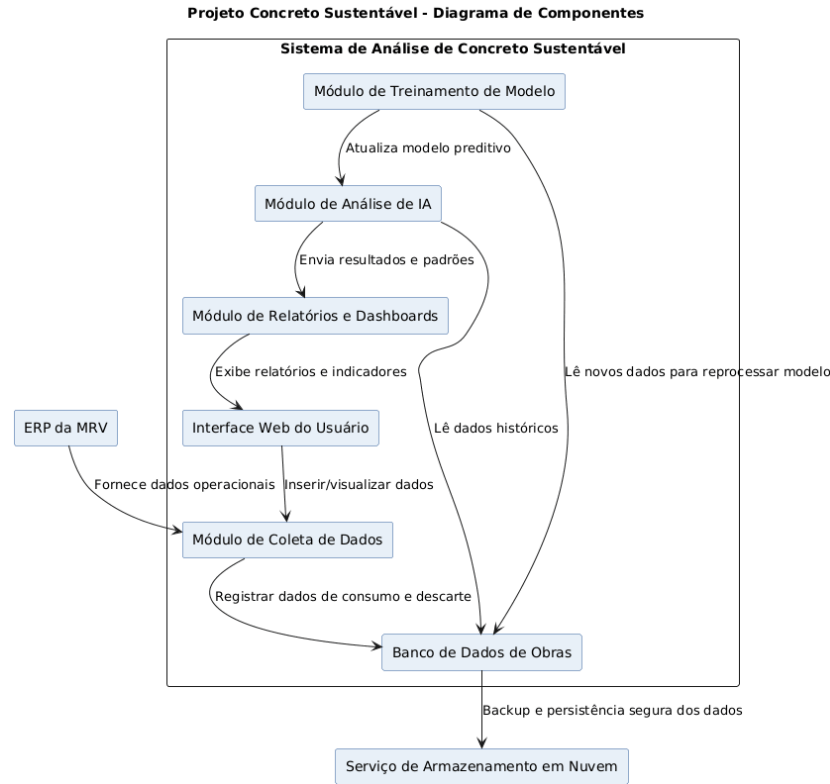 Projeto Concreto Sustentável - Diagrama de Componentes
Sistema de Análise de Concreto Sustentável
Módulo de Treinamento de Modelo
Atualiza modelo preditivo
Módulo de Análise de IA
Envia resultados e padrões
Módulo de Relatórios e Dashboards
Exibe relatórios e indicadores
Lê novos dados para reprocessar modelo
ERP da MRV
Interface Web do Usuário
Lê dados históricos
Fornece dados operacionais
Inserir/visualizar dados
Módulo de Coleta de Dados
Registrar dados de consumo e descarte
Banco de Dados de Obras
Backup e persistência segura dos dados
Serviço de Armazenamento em Nuvem